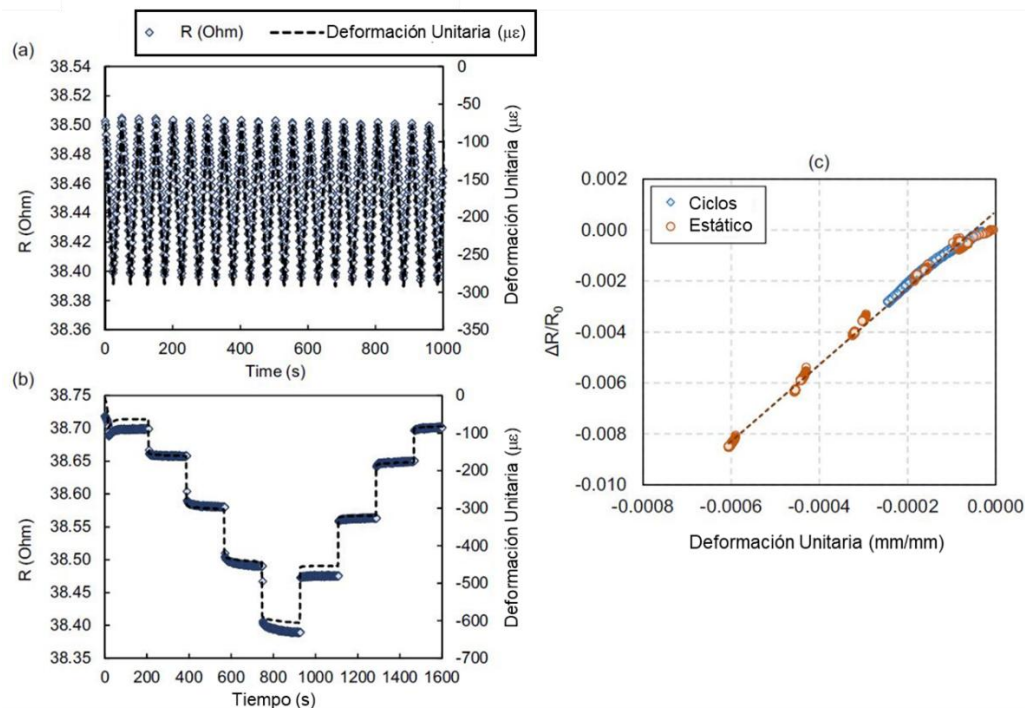 R (Ohm) Deformación Unitaria (με)
(a)
38.54
38.52
38.50
38.48
38.46
38.44
38.42
38.40
38.38
38.36
R (Ohm)
0
-50
-100
-150
-200
-250
-300
-350
Deformación Unitaria (με)
0 200 400 600 800 1000
Time (s)
(b)
38.75
38.70
38.65
38.60
38.55
38.50
38.45
38.40
38.35
R (Ohm)
0
-100
-200
-300
-400
-500
-600
-700
Deformación Unitaria (με)
0 200 400 600 800 1000 1200 1400 1600
Tiempo (s)
(c)
0.002
0.000
-0.002
-0.004
-0.006
-0.008
-0.010
ΔR/R0
Ciclos
Estático
-0.0008 -0.0006 -0.0004 -0.0002 0.0000
Deformación Unitaria (mm/mm)